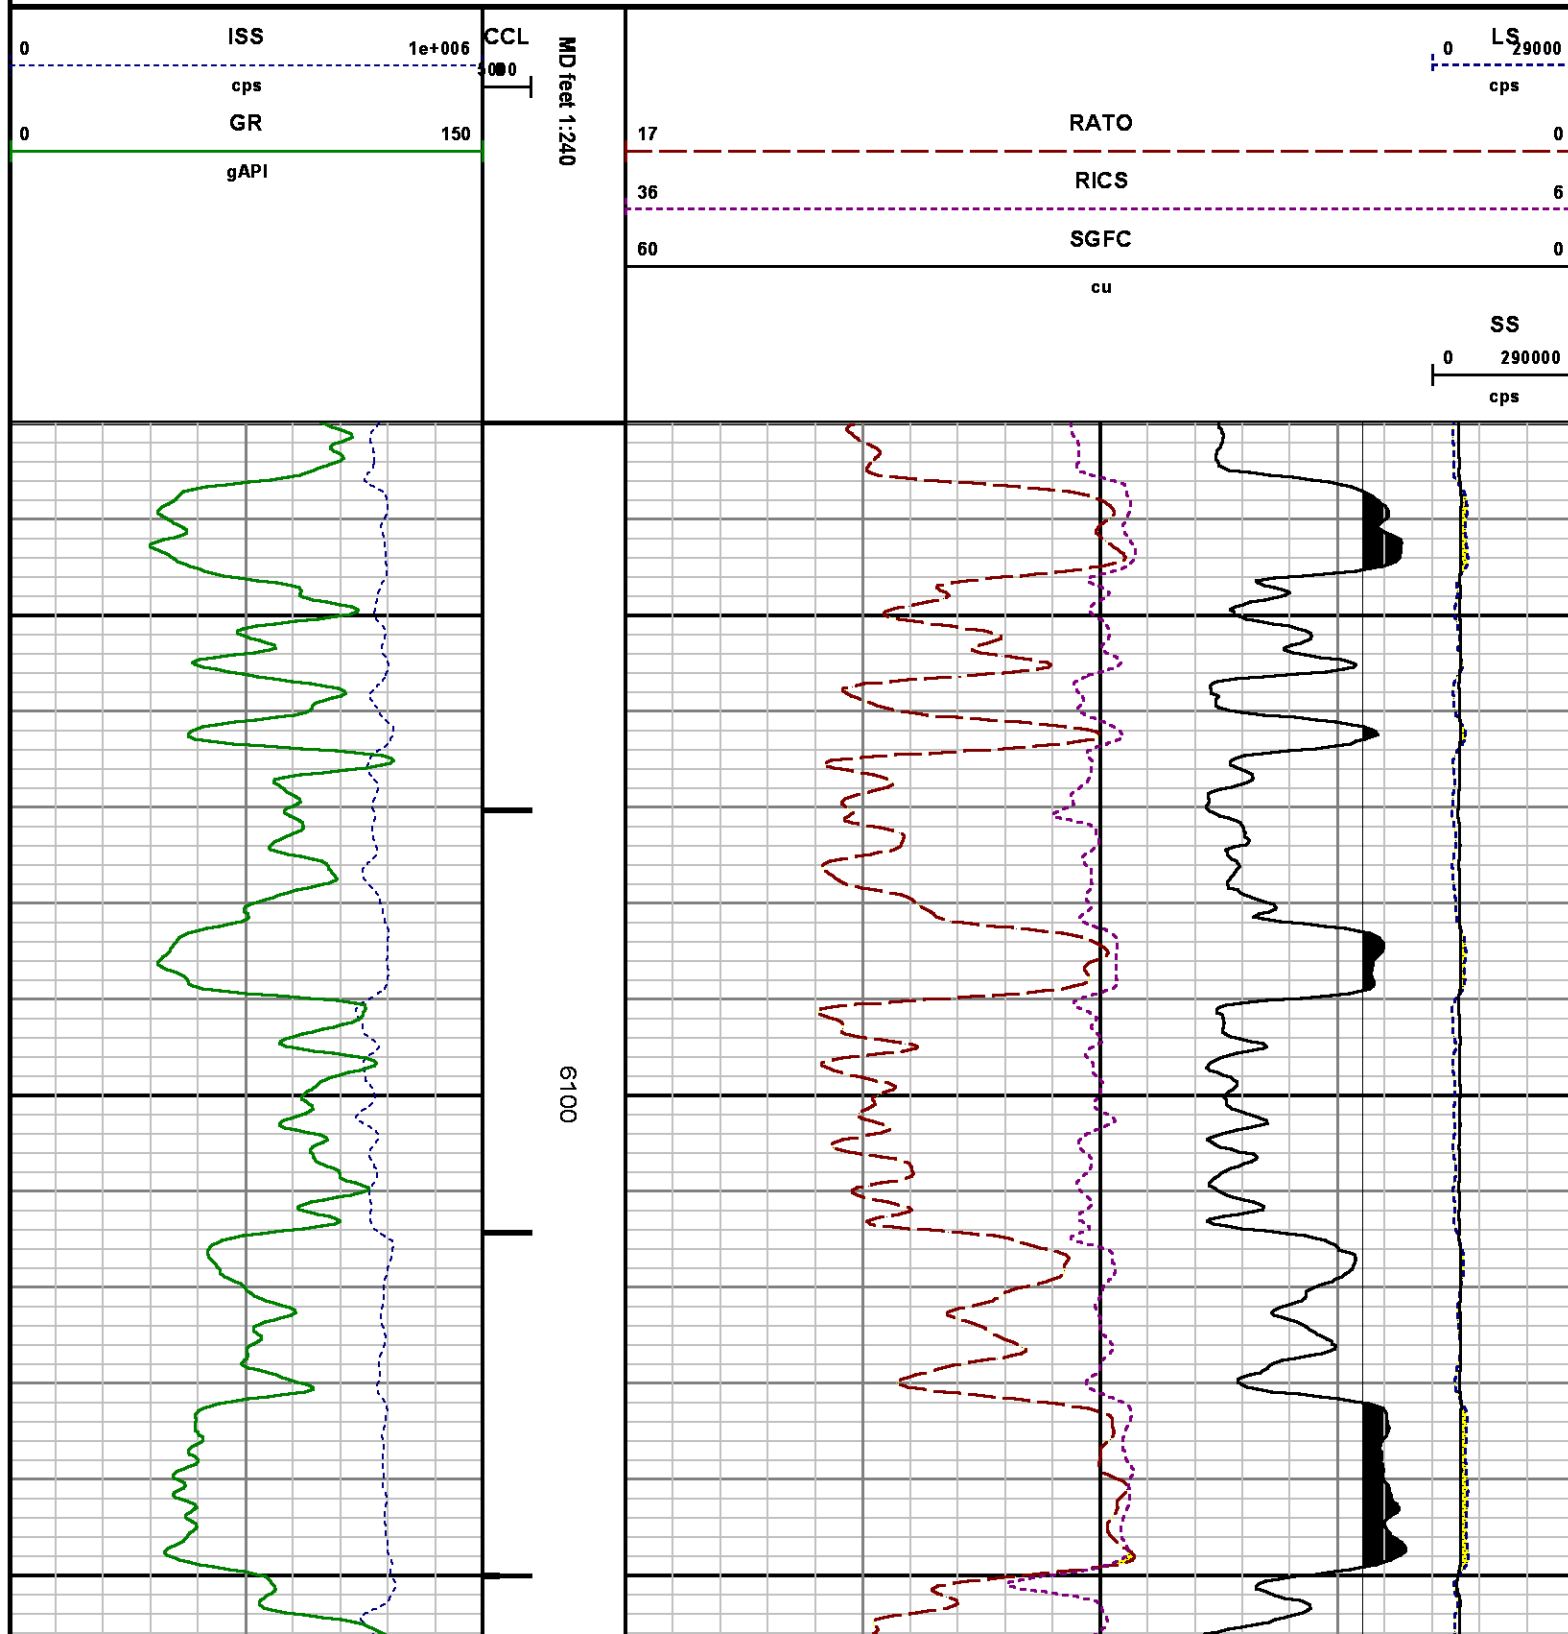 ISS
0 1e+006
cps
GR
0 150
gAPI
CCL
MD feet 1:240
LS
0 29000
cps
RATO
17 0
RICS
36 6
SGFC
60 0
cu
SS
0 290000
cps
6100